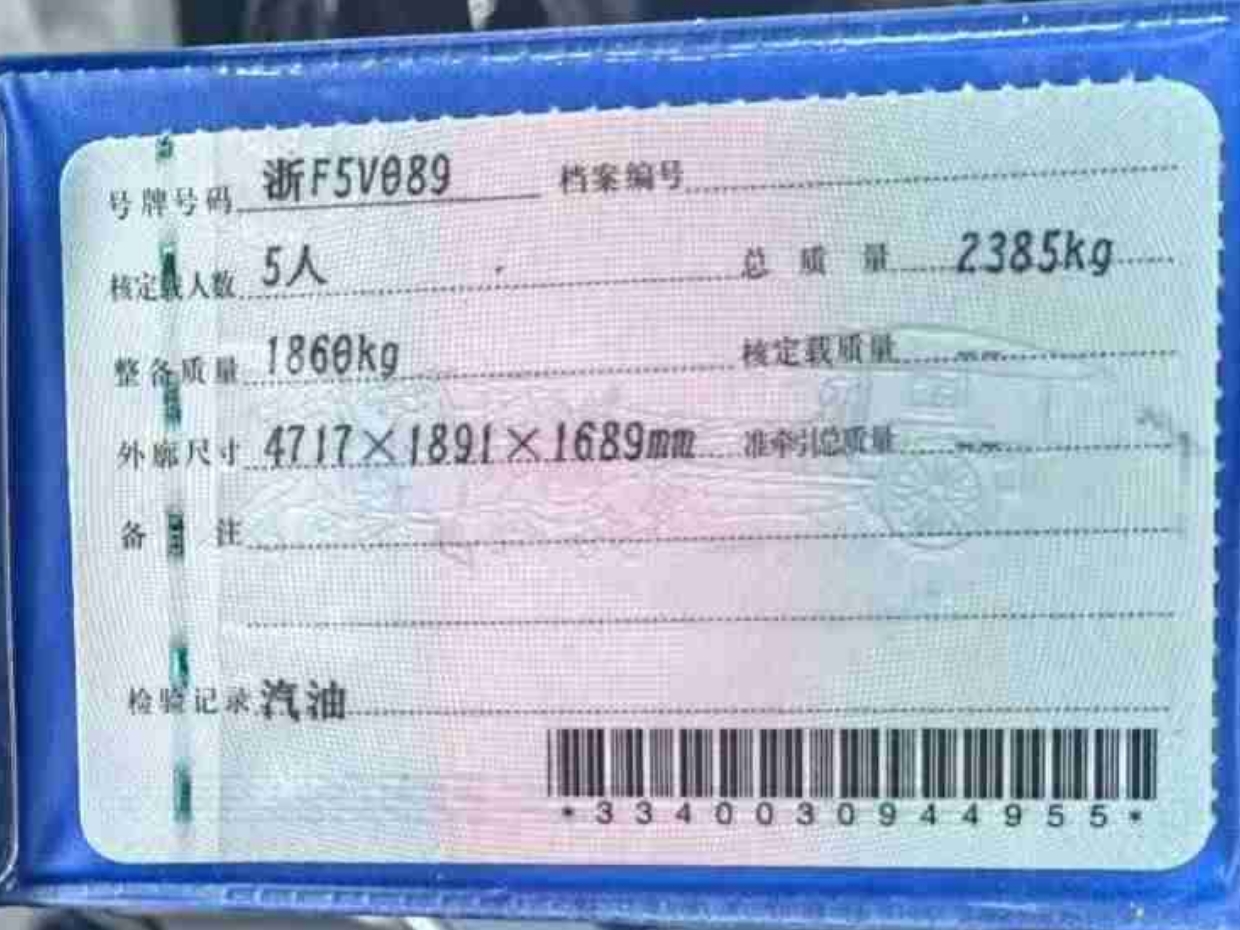 号牌号码 浙F5V089 档案编号
核定载人数 5人 总质量 2385kg
整备质量 1860kg 核定载质量 --
外廓尺寸 4717×1891×1689mm 准牵引总质量 --
备注
检验记录 汽油
*3340030944955*